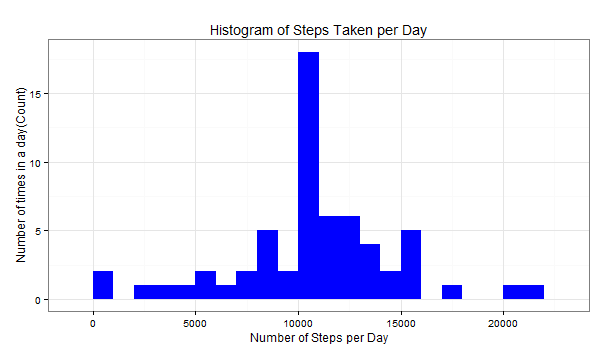 Histogram of Steps Taken per Day
Number of times in a day(Count)
15
10
5
0
0 5000 10000 15000 20000
Number of Steps per Day